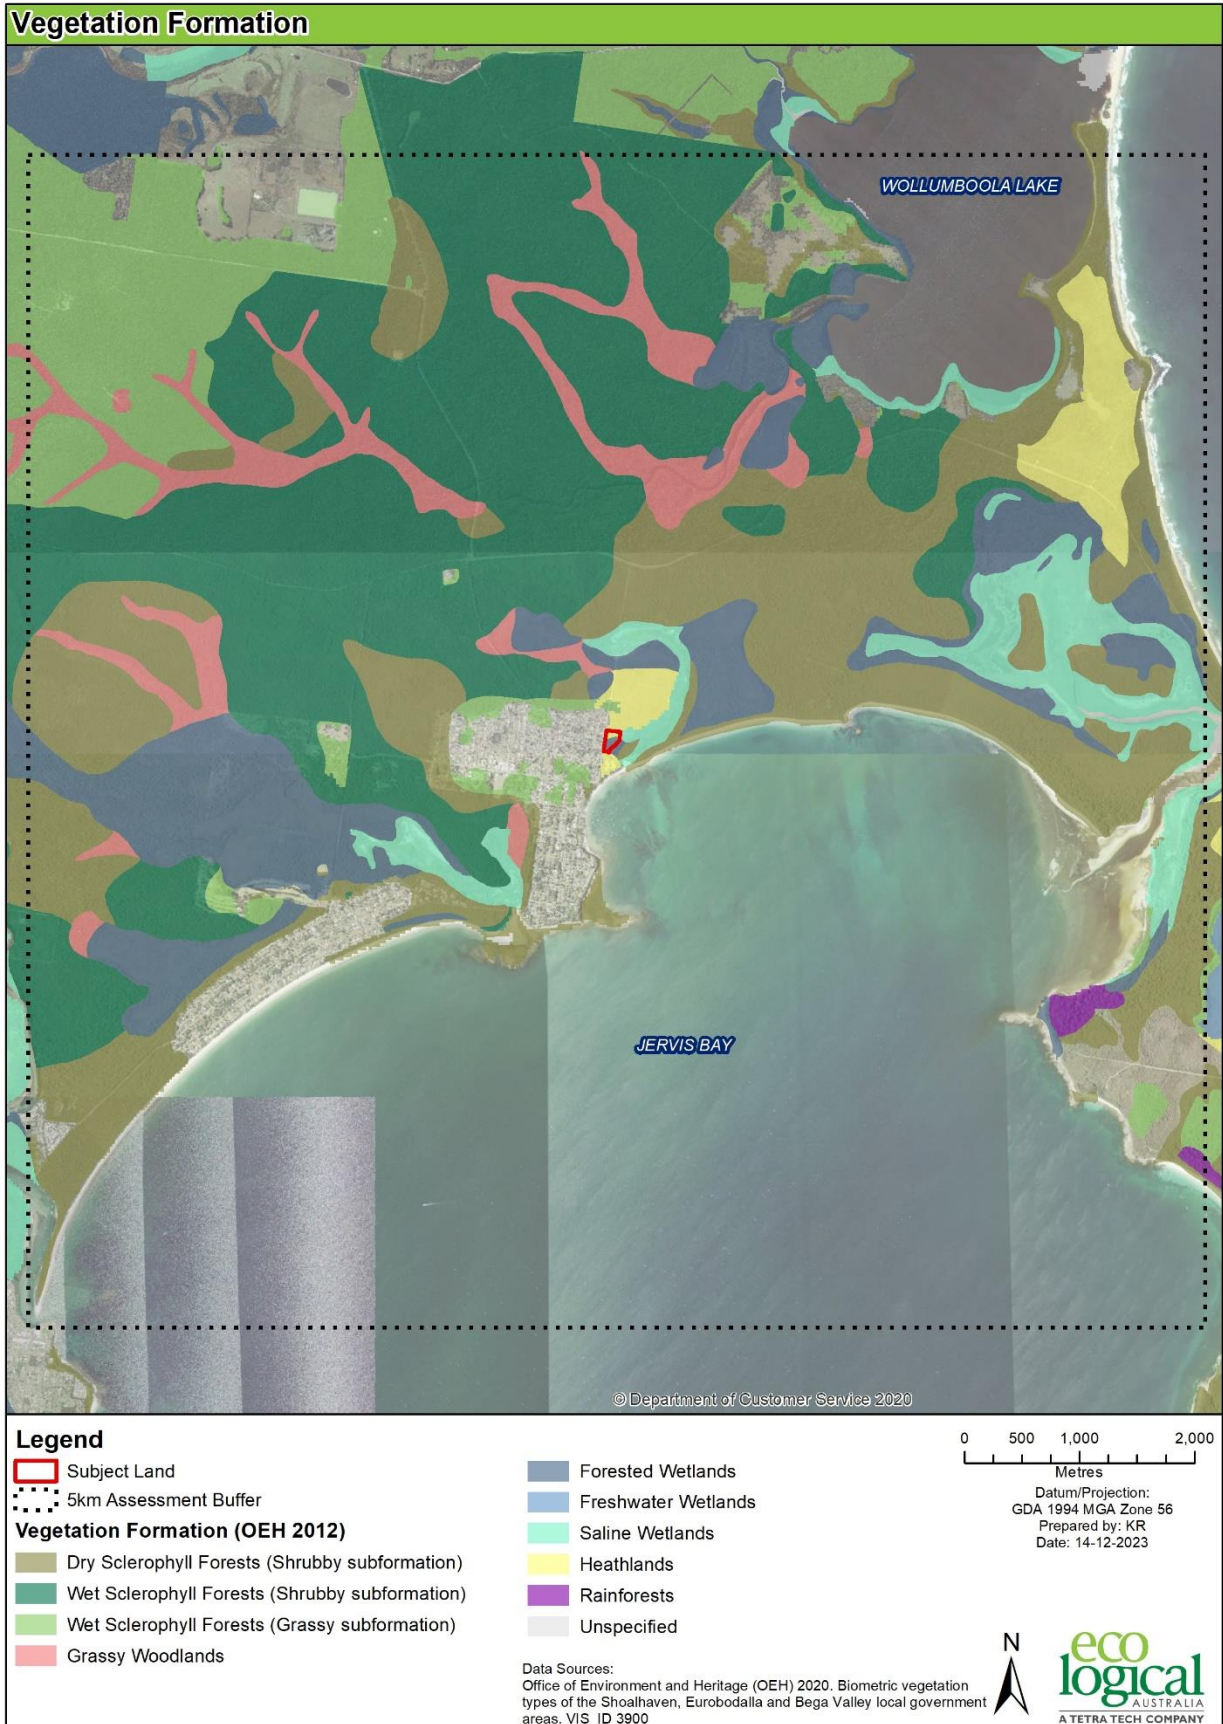 Vegetation Formation
WOLLUMBOOLA LAKE
JERVIS BAY
© Department of Customer Service 2020
Legend
Subject Land
5km Assessment Buffer
Vegetation Formation (OEH 2012)
Dry Sclerophyll Forests (Shrubby subformation)
Wet Sclerophyll Forests (Shrubby subformation)
Wet Sclerophyll Forests (Grassy subformation)
Grassy Woodlands
Forested Wetlands
Freshwater Wetlands
Saline Wetlands
Heathlands
Rainforests
Unspecified
Data Sources:
Office of Environment and Heritage (OEH) 2020. Biometric vegetation
types of the Shoalhaven, Eurobodalla and Bega Valley local government
areas. VIS_ID 3900
0 500 1,000 2,000
Metres
Datum/Projection:
GDA 1994 MGA Zone 56
Prepared by: KR
Date: 14-12-2023
N
eco
logical
AUSTRALIA
A TETRA TECH COMPANY